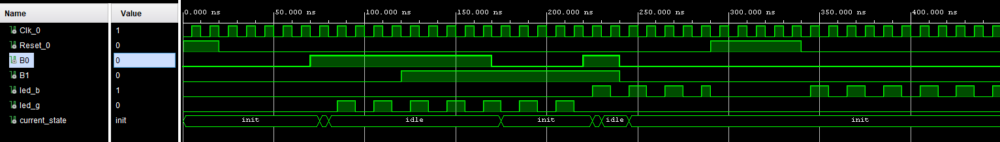 Name Value 0.000 ns 50.000 ns 100.000 ns 150.000 ns 200.000 ns 250.000 ns 300.000 ns 350.000 ns 400.000 ns
Clk_0 1
Reset_0 0
B0 0
B1 0
led_b 1
led_g 0
current_state init init idle init idle init